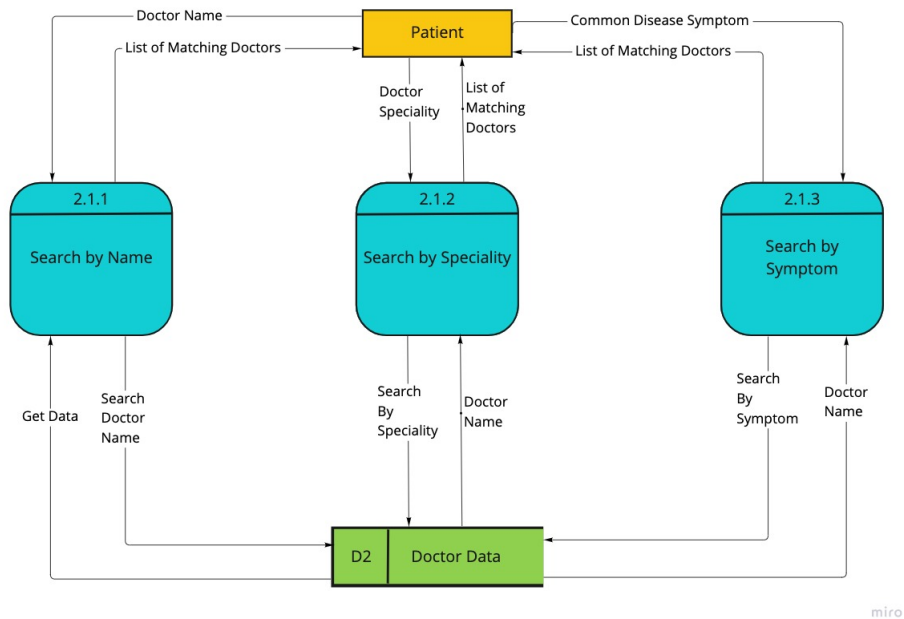 Doctor Name
Patient
Common Disease Symptom
List of Matching Doctors
List of Matching Doctors
Doctor
Speciality
List of
Matching
Doctors
2.1.1
Search by Name
2.1.2
Search by Speciality
2.1.3
Search by
Symptom
Get Data
Search
Doctor
Name
Search
By
Speciality
Doctor
Name
Search
By
Symptom
Doctor
Name
D2
Doctor Data
miro